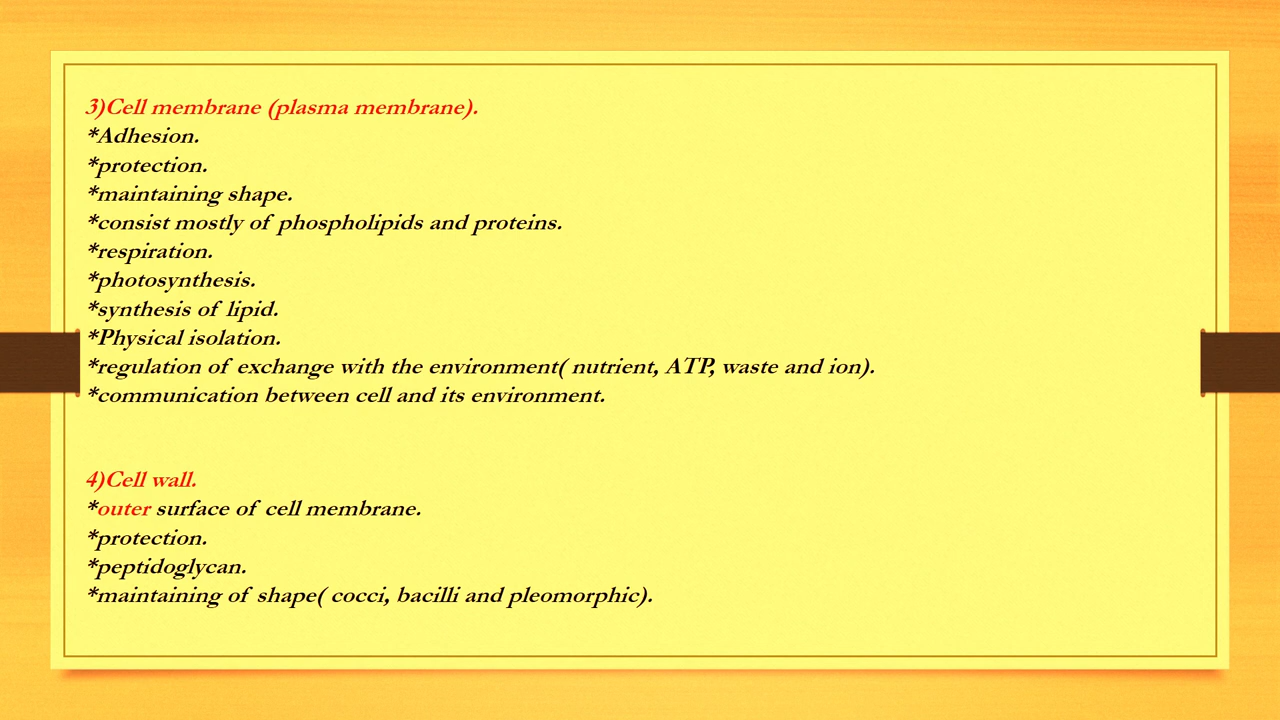 3)Cell membrane (plasma membrane).
*Adhesion.
*protection.
*maintaining shape.
*consist mostly of phospholipids and proteins.
*respiration.
*photosynthesis.
*synthesis of lipid.
*Physical isolation.
*regulation of exchange with the environment( nutrient, ATP, waste and ion).
*communication between cell and its environment.
4)Cell wall.
*outer surface of cell membrane.
*protection.
*peptidoglycan.
*maintaining of shape( cocci, bacilli and pleomorphic).